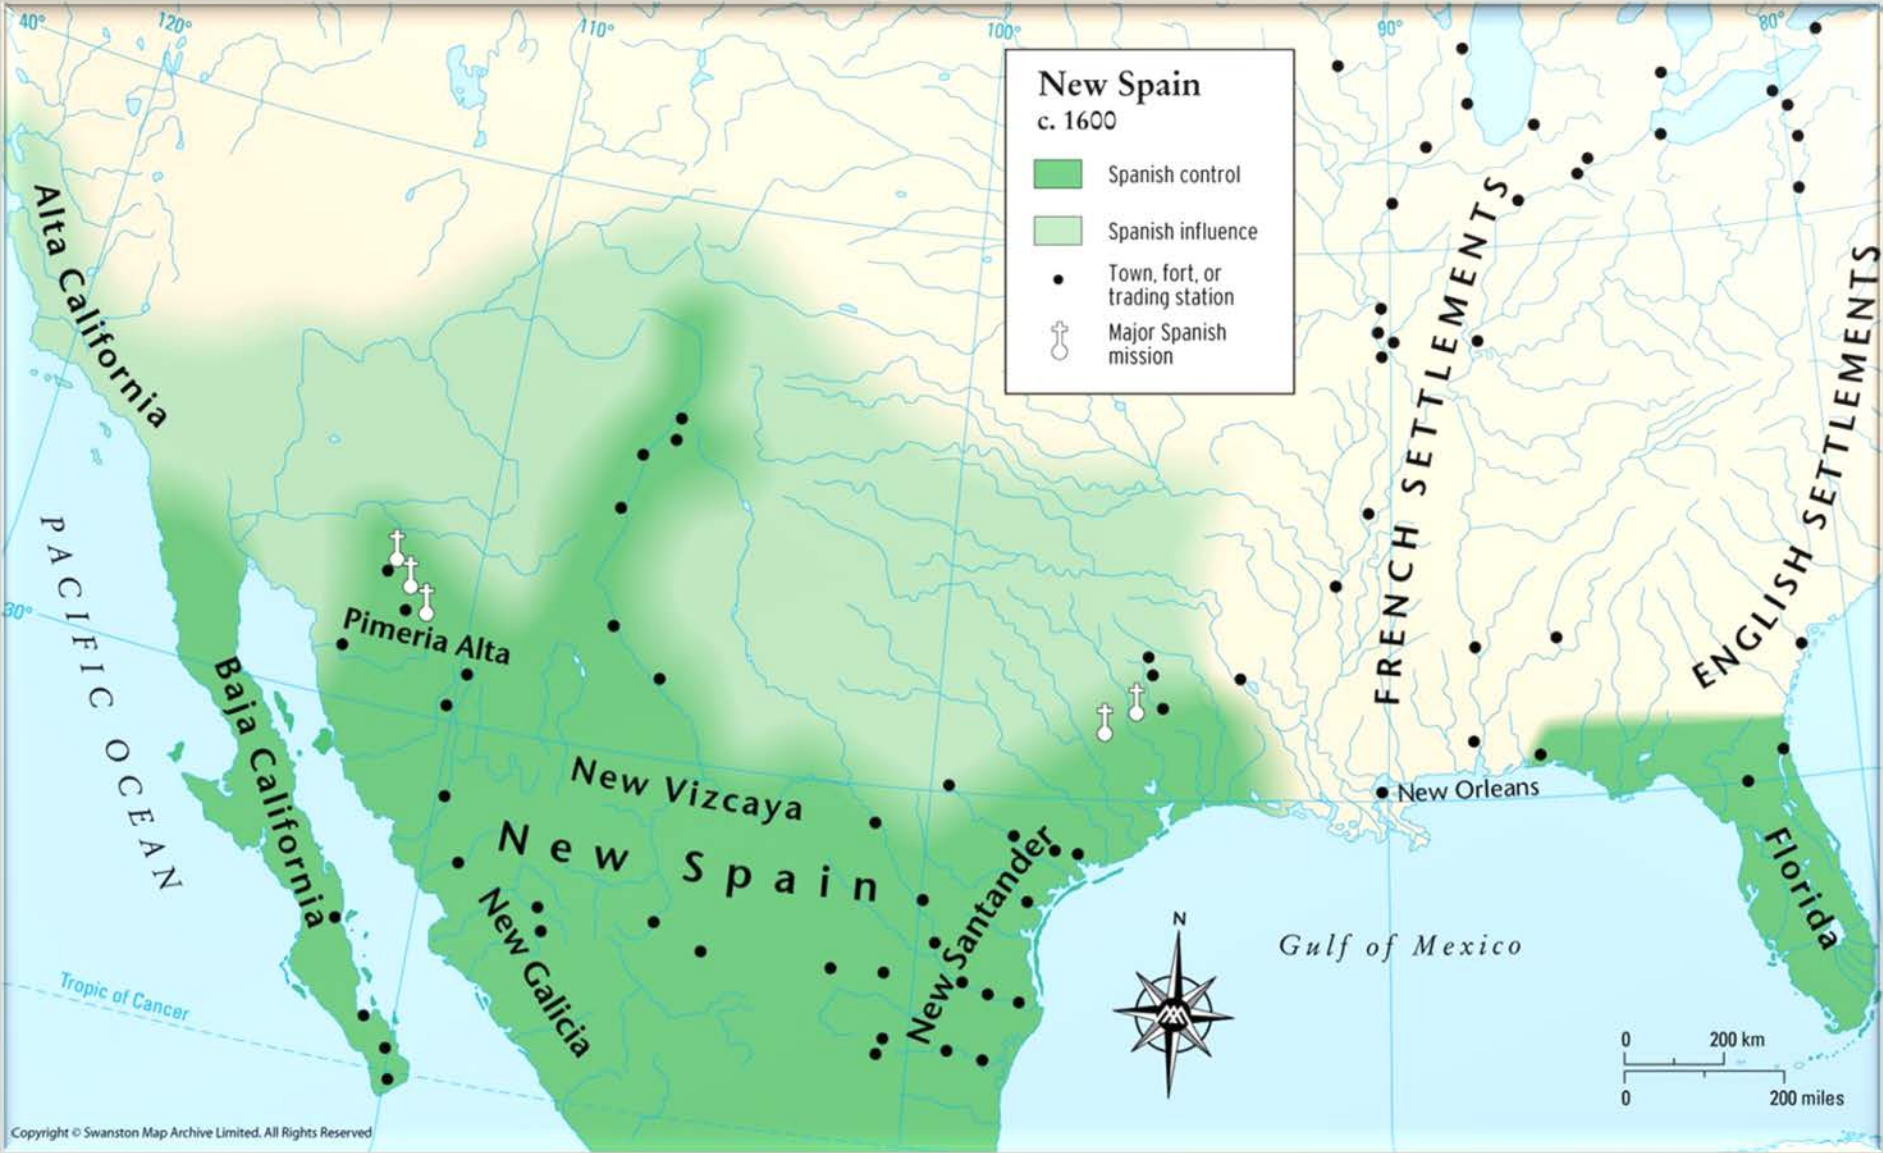 40°
120°
110°
100°
90°
80°
New Spain
c. 1600
Spanish control
Spanish influence
Town, fort, or
trading station
Major Spanish
mission
Alta California
FRENCH SETTLEMENTS
ENGLISH SETTLEMENTS
PACIFIC OCEAN
30°
Pimeria Alta
Baja California
New Vizcaya
New Spain
New Orleans
New Santander
New Galicia
Florida
Gulf of Mexico
N
Tropic of Cancer
0 200 km
0 200 miles
Copyright © Swanston Map Archive Limited. All Rights Reserved